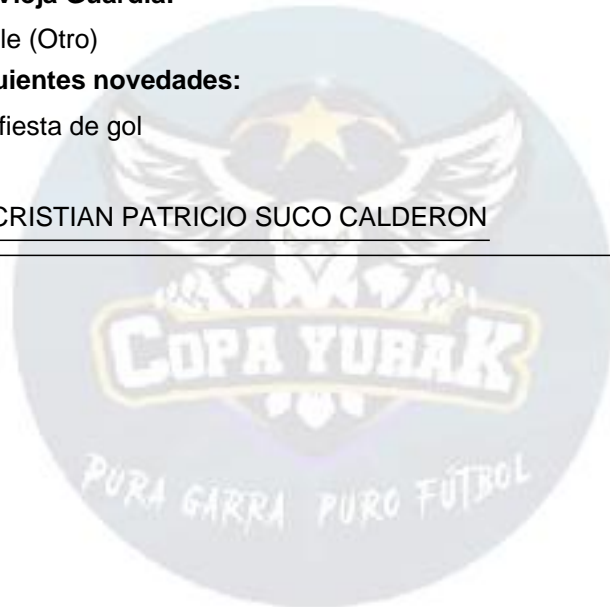 Vieja Guardia:
le (Otro)
uientes novedades:
fiesta de gol
CRISTIAN PATRICIO SUCO CALDERON
COPA YURAK
PURA GARRA PURO FÚTBOL